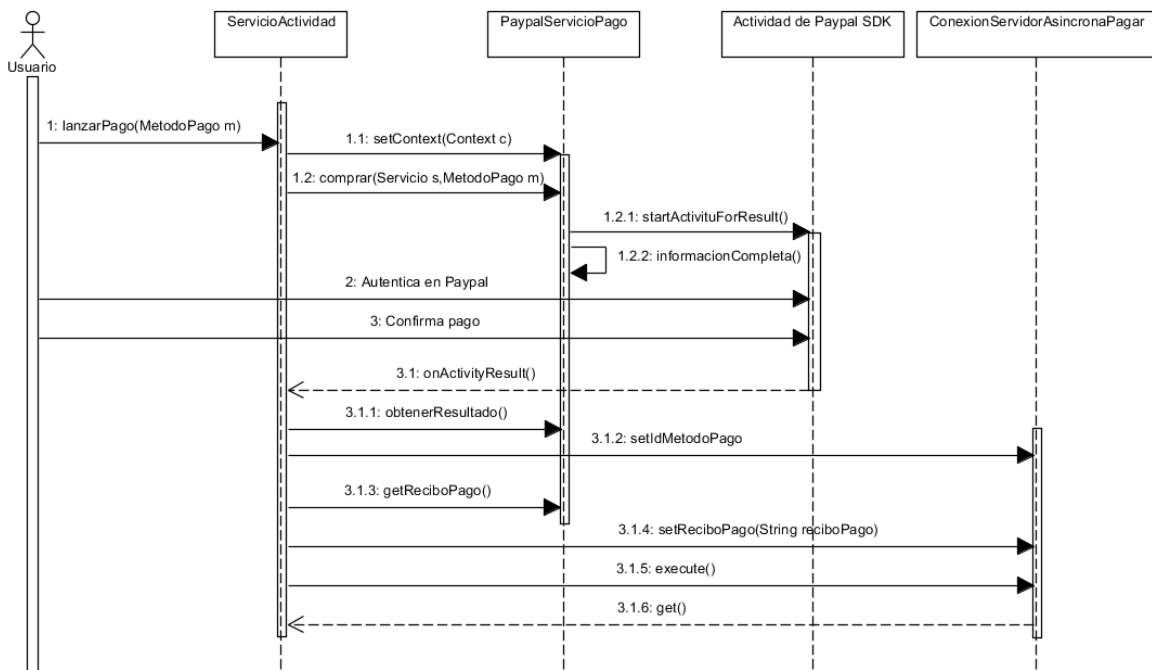 ServicioActividad
PaypalServicioPago
Actividad de Paypal SDK
ConexionServidorAsincronaPagar
Usuario
1: lanzarPago(MetodoPago m)
1.1: setContext(Context c)
1.2: comprar(Servicio s,MetodoPago m)
1.2.1: startActivituForResult()
1.2.2: informacionCompleta()
2: Autentica en Paypal
3: Confirma pago
3.1: onActivityResult()
3.1.1: obtenerResultado()
3.1.2: setIdMetodoPago
3.1.3: getReciboPago()
3.1.4: setReciboPago(String reciboPago)
3.1.5: execute()
3.1.6: get()